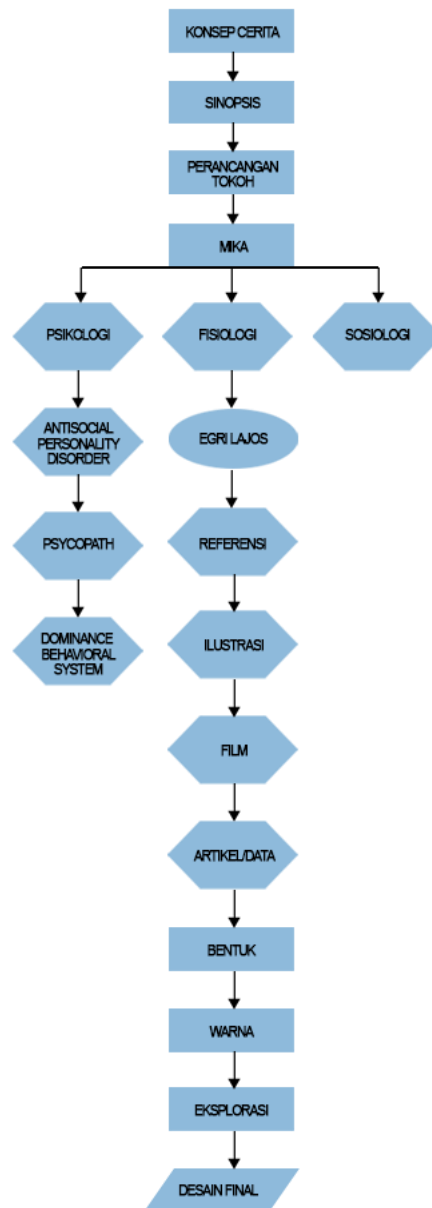 KONSEP CERITA
SINOPSIS
PERANCANGAN
TOKOH
MIKA
PSIKOLOGI
FISIOLOGI
SOSIOLOGI
ANTISOCIAL
PERSONALITY
DISORDER
EGRI LAJOS
PSYCOPATH
REFERENSI
DOMINANCE
BEHAVIORAL
SYSTEM
ILUSTRASI
FILM
ARTIKEL/DATA
BENTUK
WARNA
EKSPLORASI
DESAIN FINAL